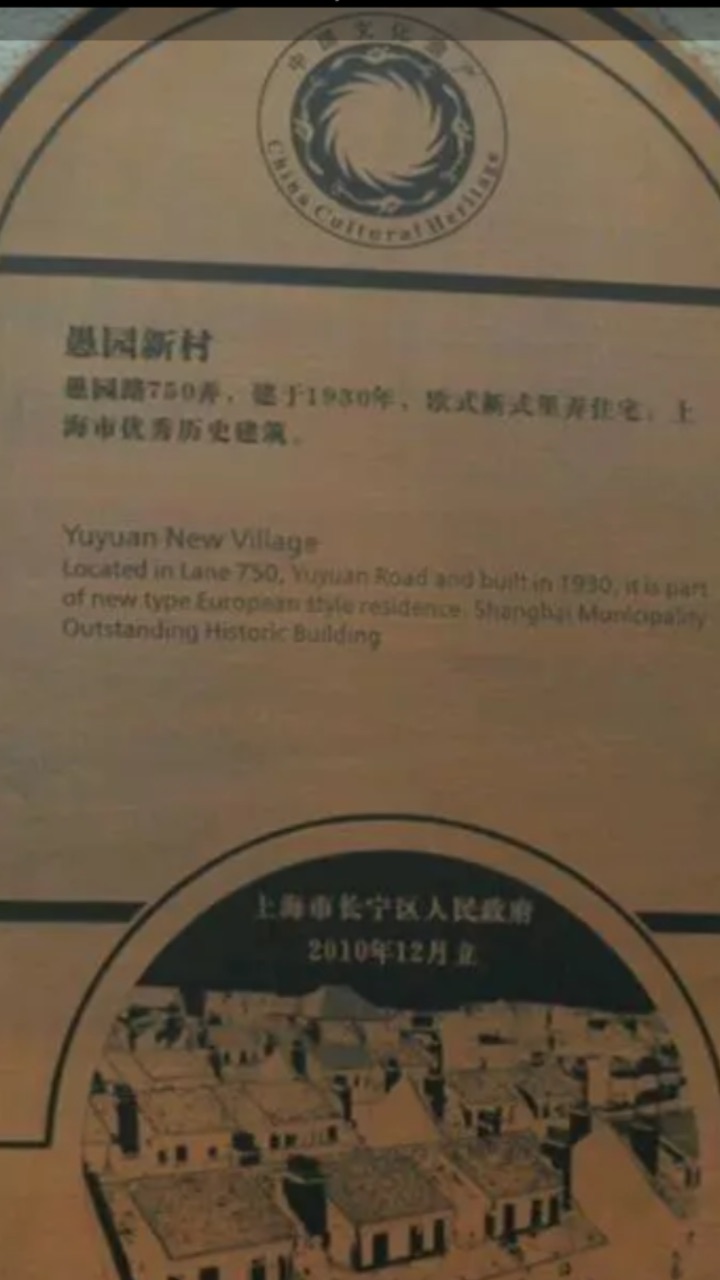 中国文化遗产
China Cultural Heritage
愚园新村
愚园路750弄，建于1930年、欧式新式里弄住宅。上
海市优秀历史建筑。
Yuyuan New Village
Located in Lane 750, Yuyuan Road and built in 1930, it is part
of new type European style residence. Shanghai Municipality
Outstanding Historic Building
上海市长宁区人民政府
2010年12月立